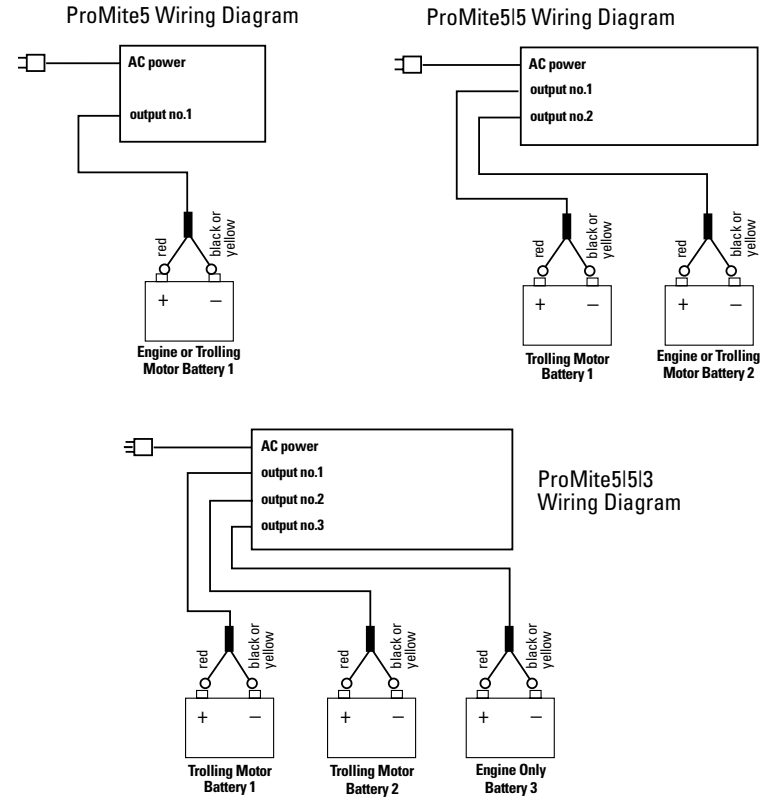 ProMite5 Wiring Diagram
AC power
output no.1
red
black or
yellow
+ –
Engine or Trolling
Motor Battery 1
ProMite5|5 Wiring Diagram
AC power
output no.1
output no.2
red
black or
yellow
red
black or
yellow
+ –
+ –
Trolling Motor
Battery 1
Engine or Trolling
Motor Battery 2
ProMite5|5|3
Wiring Diagram
AC power
output no.1
output no.2
output no.3
red
black or
yellow
red
black or
yellow
red
black or
yellow
+ –
+ –
+ –
Trolling Motor
Battery 1
Trolling Motor
Battery 2
Engine Only
Battery 3